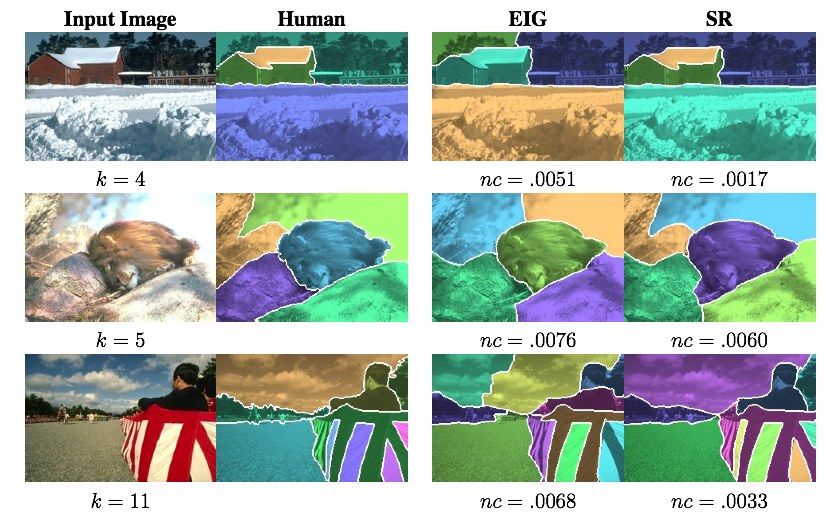 Input Image Human EIG SR
k = 4 nc = .0051 nc = .0017
k = 5 nc = .0076 nc = .0060
k = 11 nc = .0068 nc = .0033